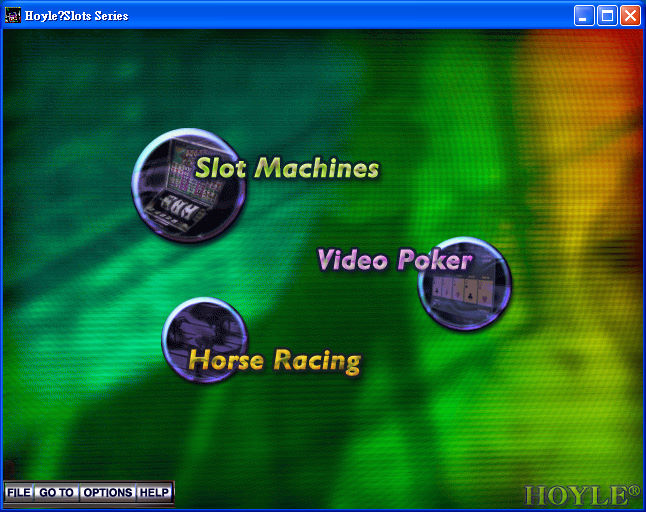 Hoyle?Slots Series
Slot Machines
Video Poker
Horse Racing
FILE GO TO OPTIONS HELP
HOYLE®